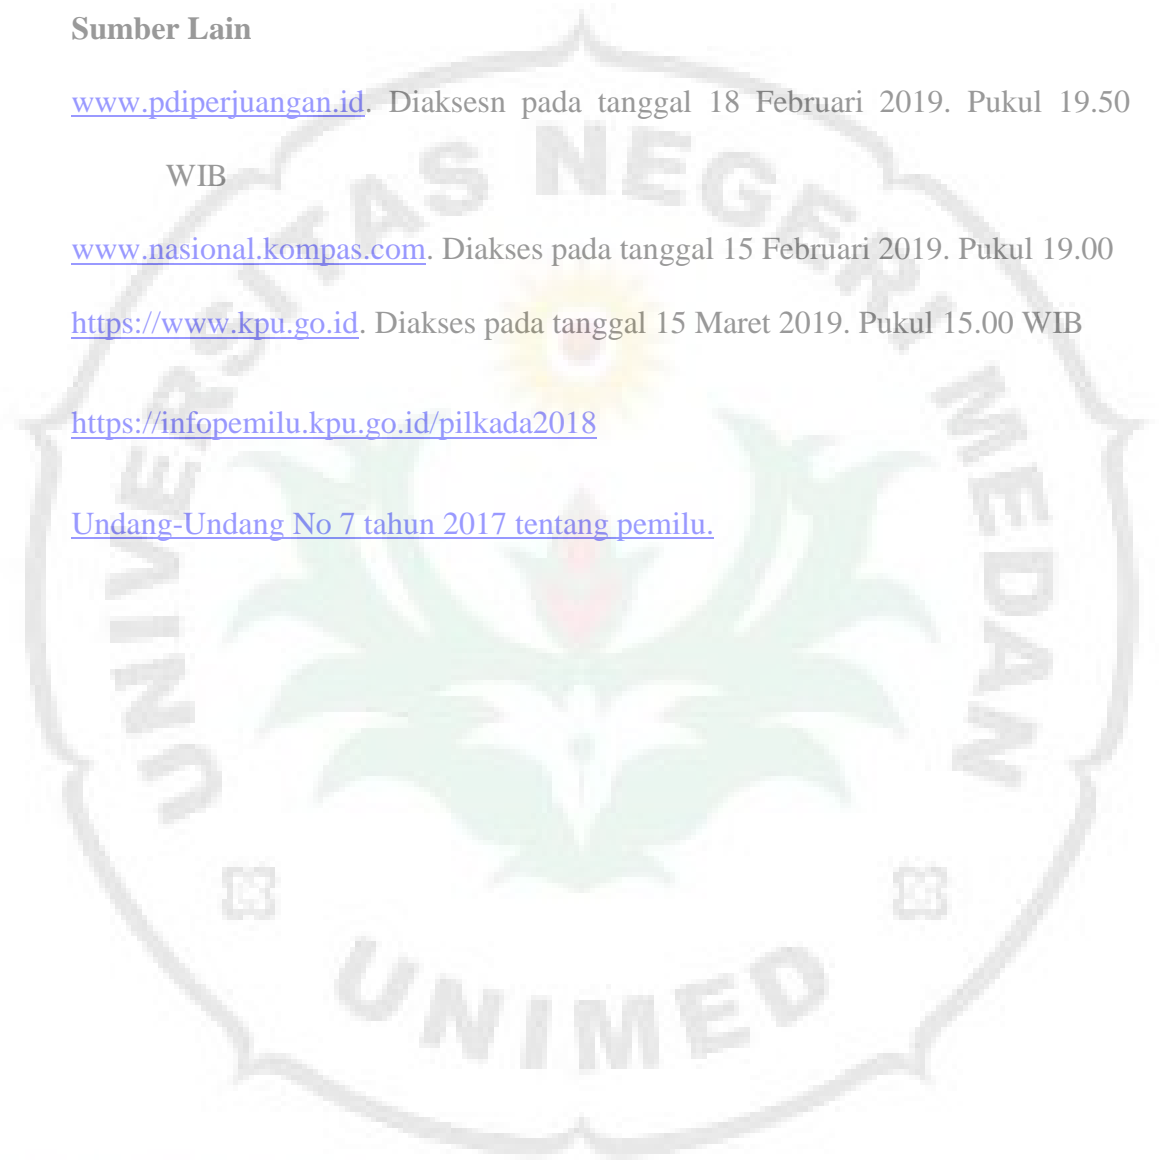 Sumber Lain
www.pdiperjuangan.id. Diaksesn pada tanggal 18 Februari 2019. Pukul 19.50
WIB
www.nasional.kompas.com. Diakses pada tanggal 15 Februari 2019. Pukul 19.00
https://www.kpu.go.id. Diakses pada tanggal 15 Maret 2019. Pukul 15.00 WIB
https://infopemilu.kpu.go.id/pilkada2018
Undang-Undang No 7 tahun 2017 tentang pemilu.
UNIVERSITAS NEGERI MEDAN
UNIMED